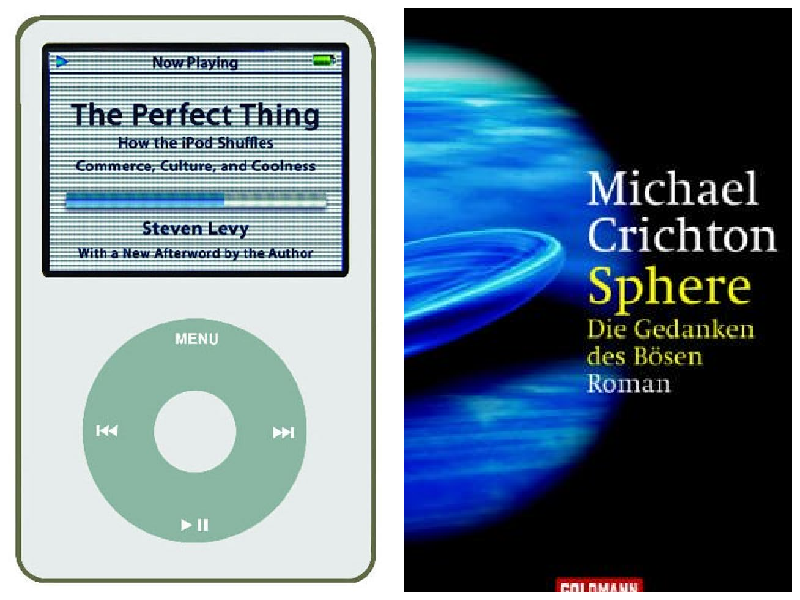 Now Playing
The Perfect Thing
How the iPod Shuffles
Commerce, Culture, and Coolness
Steven Levy
With a New Afterword by the Author
MENU
Michael
Crichton
Sphere
Die Gedanken
des Bösen
Roman
GOLDMANN